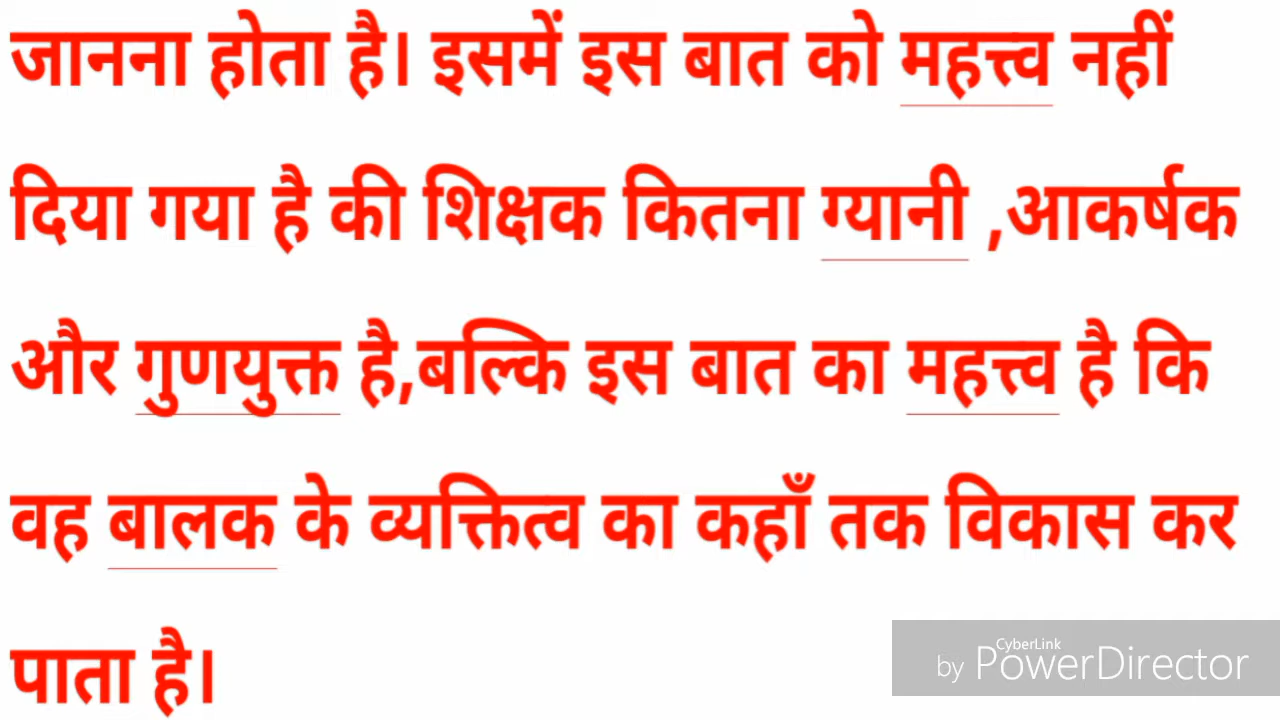 जानना होता है। इसमें इस बात को महत्त्व नहीं
दिया गया है की शिक्षक कितना ग्यानी ,आकर्षक
और गुणयुक्त है,बल्कि इस बात का महत्त्व है कि
वह बालक के व्यक्तित्व का कहाँ तक विकास कर
पाता है।
CyberLink
by PowerDirector